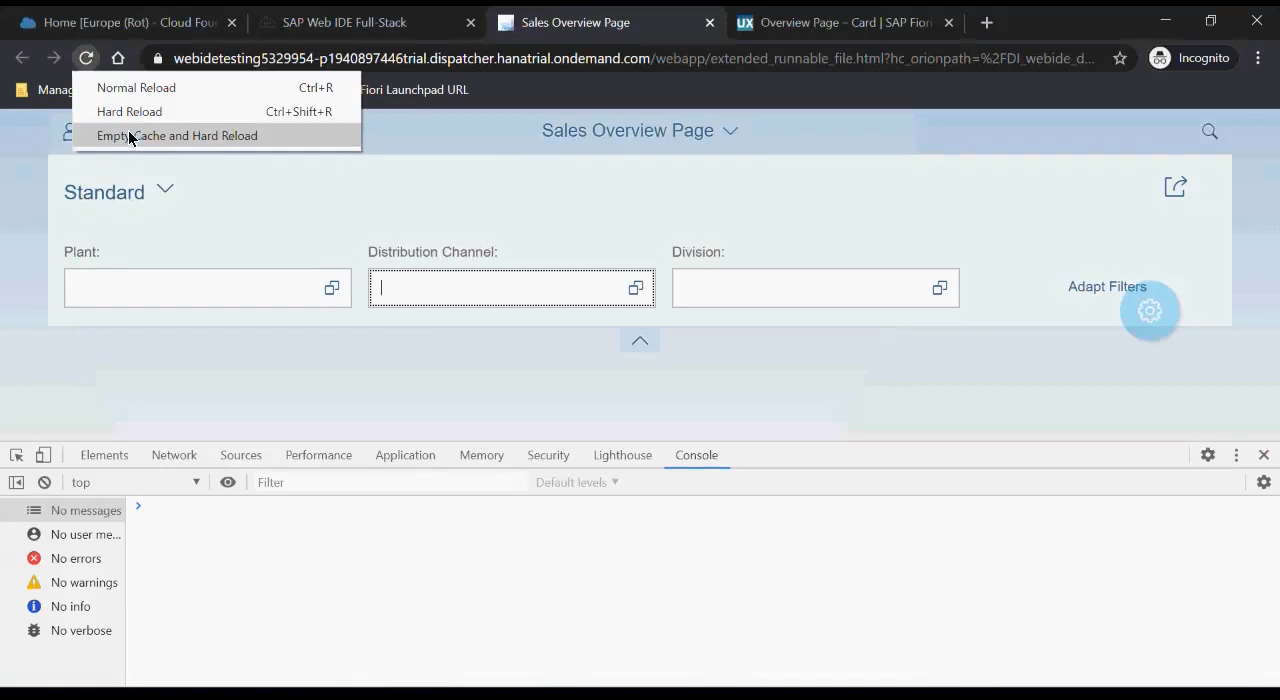 Home [Europe (Rot) - Cloud Fou
SAP Web IDE Full-Stack
Sales Overview Page
UX Overview Page – Card | SAP Fiori
webidetesting5329954-p1940897446trial.dispatcher.hanatrial.ondemand.com/webapp/extended_runnable_file.html?hc_orionpath=%2FDI_webide_d...
Incognito
Manag
Fiori Launchpad URL
Normal Reload Ctrl+R
Hard Reload Ctrl+Shift+R
Empty Cache and Hard Reload
Sales Overview Page
Standard
Plant: Distribution Channel: Division:
Adapt Filters
Elements Network Sources Performance Application Memory Security Lighthouse Console
top Filter Default levels
No messages
No user me...
No errors
No warnings
No info
No verbose